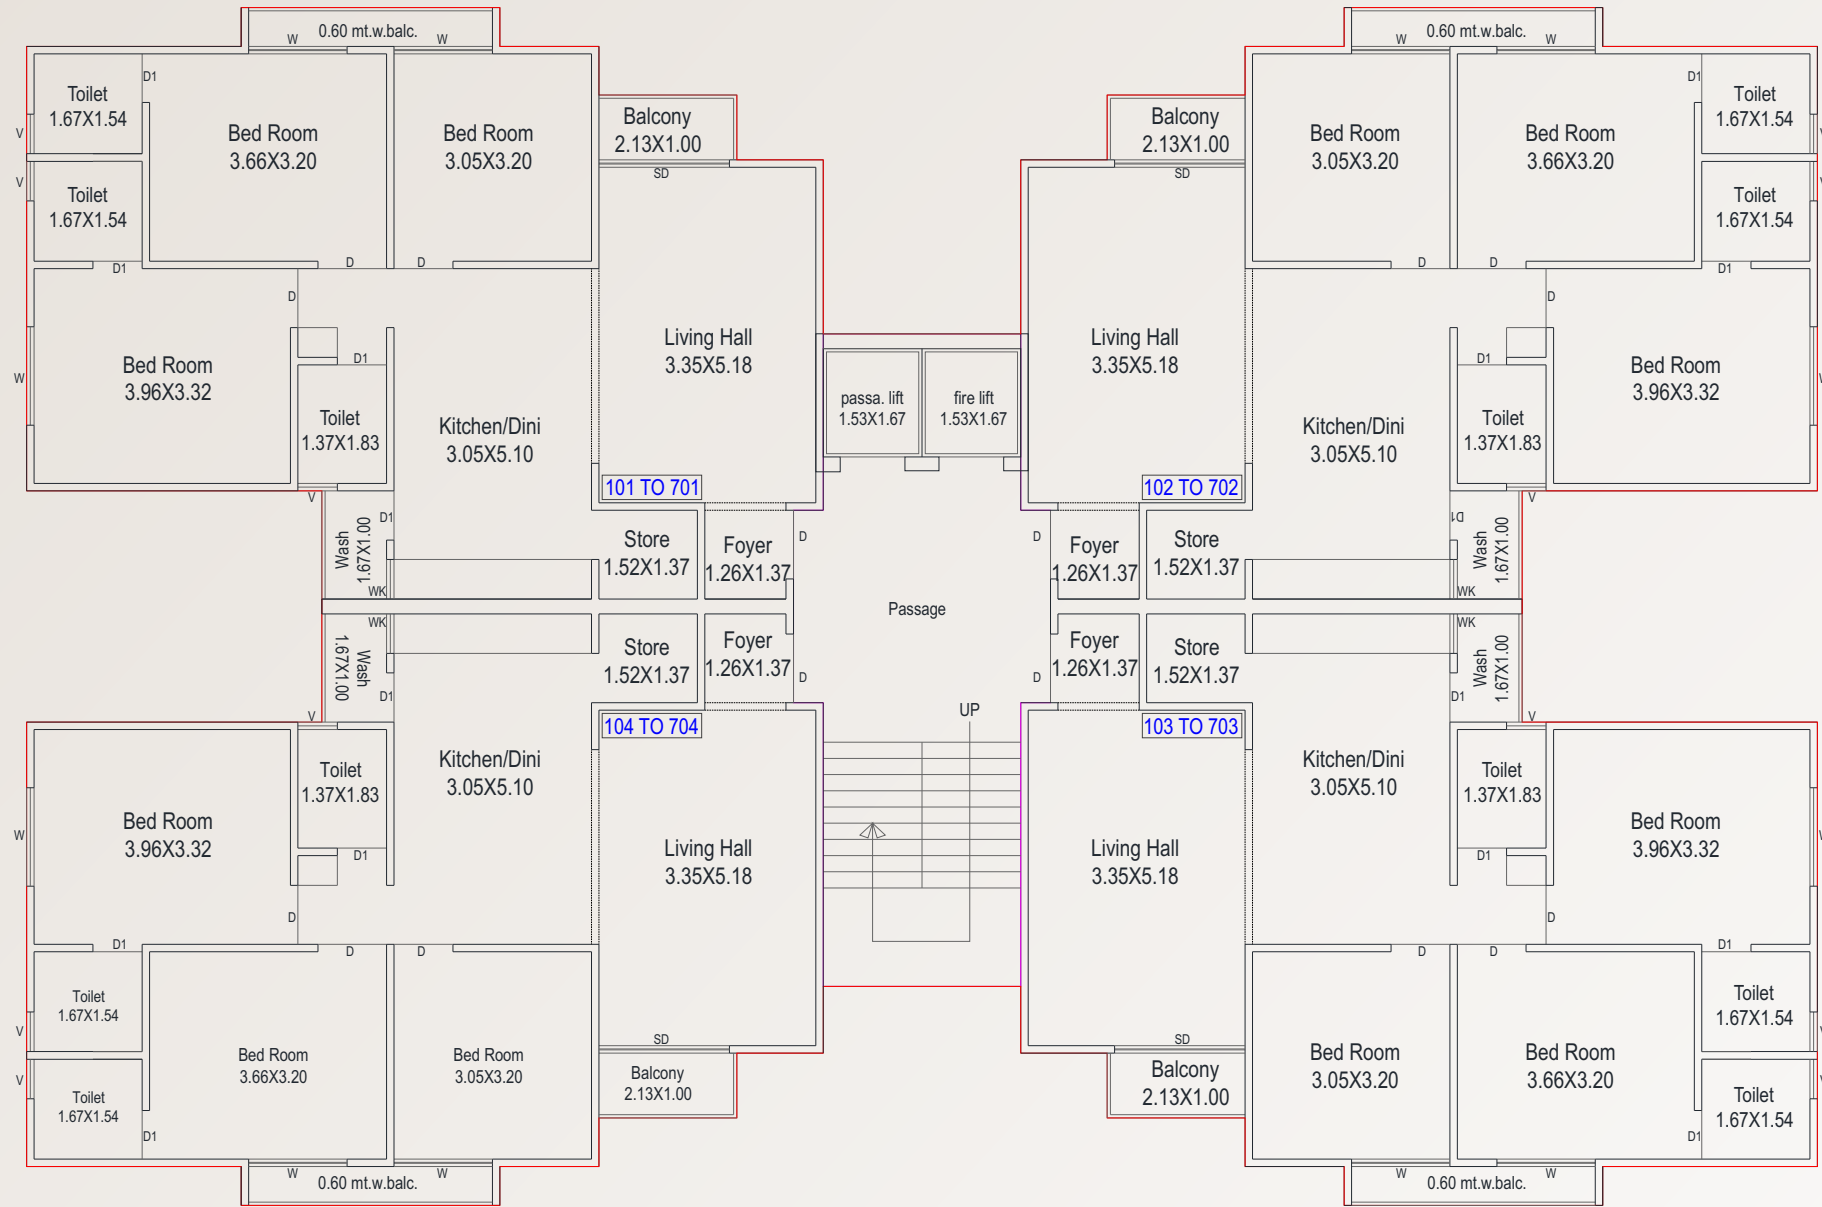 0.60 mt.w.balc.
W
W
0.60 mt.w.balc.
W
W
Toilet
1.67X1.54
D1
Bed Room
3.66X3.20
Bed Room
3.05X3.20
Balcony
2.13X1.00
SD
V
V
Toilet
1.67X1.54
D1
D
D
Balcony
2.13X1.00
SD
Bed Room
3.05X3.20
Bed Room
3.66X3.20
D1
Toilet
1.67X1.54
V
V
Toilet
1.67X1.54
D
D
D1
D
W
Bed Room
3.96X3.32
D1
Toilet
1.37X1.83
Kitchen/Dini
3.05X5.10
Living Hall
3.35X5.18
101 TO 701
passa. lift
1.53X1.67
fire lift
1.53X1.67
Living Hall
3.35X5.18
102 TO 702
Kitchen/Dini
3.05X5.10
D
D1
Toilet
1.37X1.83
Bed Room
3.96X3.32
W
V
Wash
1.67X1.00
D1
WK
Store
1.52X1.37
Foyer
1.26X1.37
D
D
Foyer
1.26X1.37
Store
1.52X1.37
D1
Wash
1.67X1.00
WK
V
Passage
WK
Wash
1.67X1.00
D1
V
Store
1.52X1.37
Foyer
1.26X1.37
D
D
Foyer
1.26X1.37
Store
1.52X1.37
WK
Wash
1.67X1.00
D1
V
104 TO 704
UP
103 TO 703
W
Bed Room
3.96X3.32
Toilet
1.37X1.83
D1
D
Kitchen/Dini
3.05X5.10
Living Hall
3.35X5.18
Living Hall
3.35X5.18
Kitchen/Dini
3.05X5.10
Toilet
1.37X1.83
D1
D
Bed Room
3.96X3.32
W
D1
D
D
D
D
D1
Toilet
1.67X1.54
V
V
Toilet
1.67X1.54
D1
Bed Room
3.66X3.20
Bed Room
3.05X3.20
SD
Balcony
2.13X1.00
SD
Balcony
2.13X1.00
Bed Room
3.05X3.20
Bed Room
3.66X3.20
Toilet
1.67X1.54
V
V
Toilet
1.67X1.54
D1
W
W
0.60 mt.w.balc.
W
W
0.60 mt.w.balc.